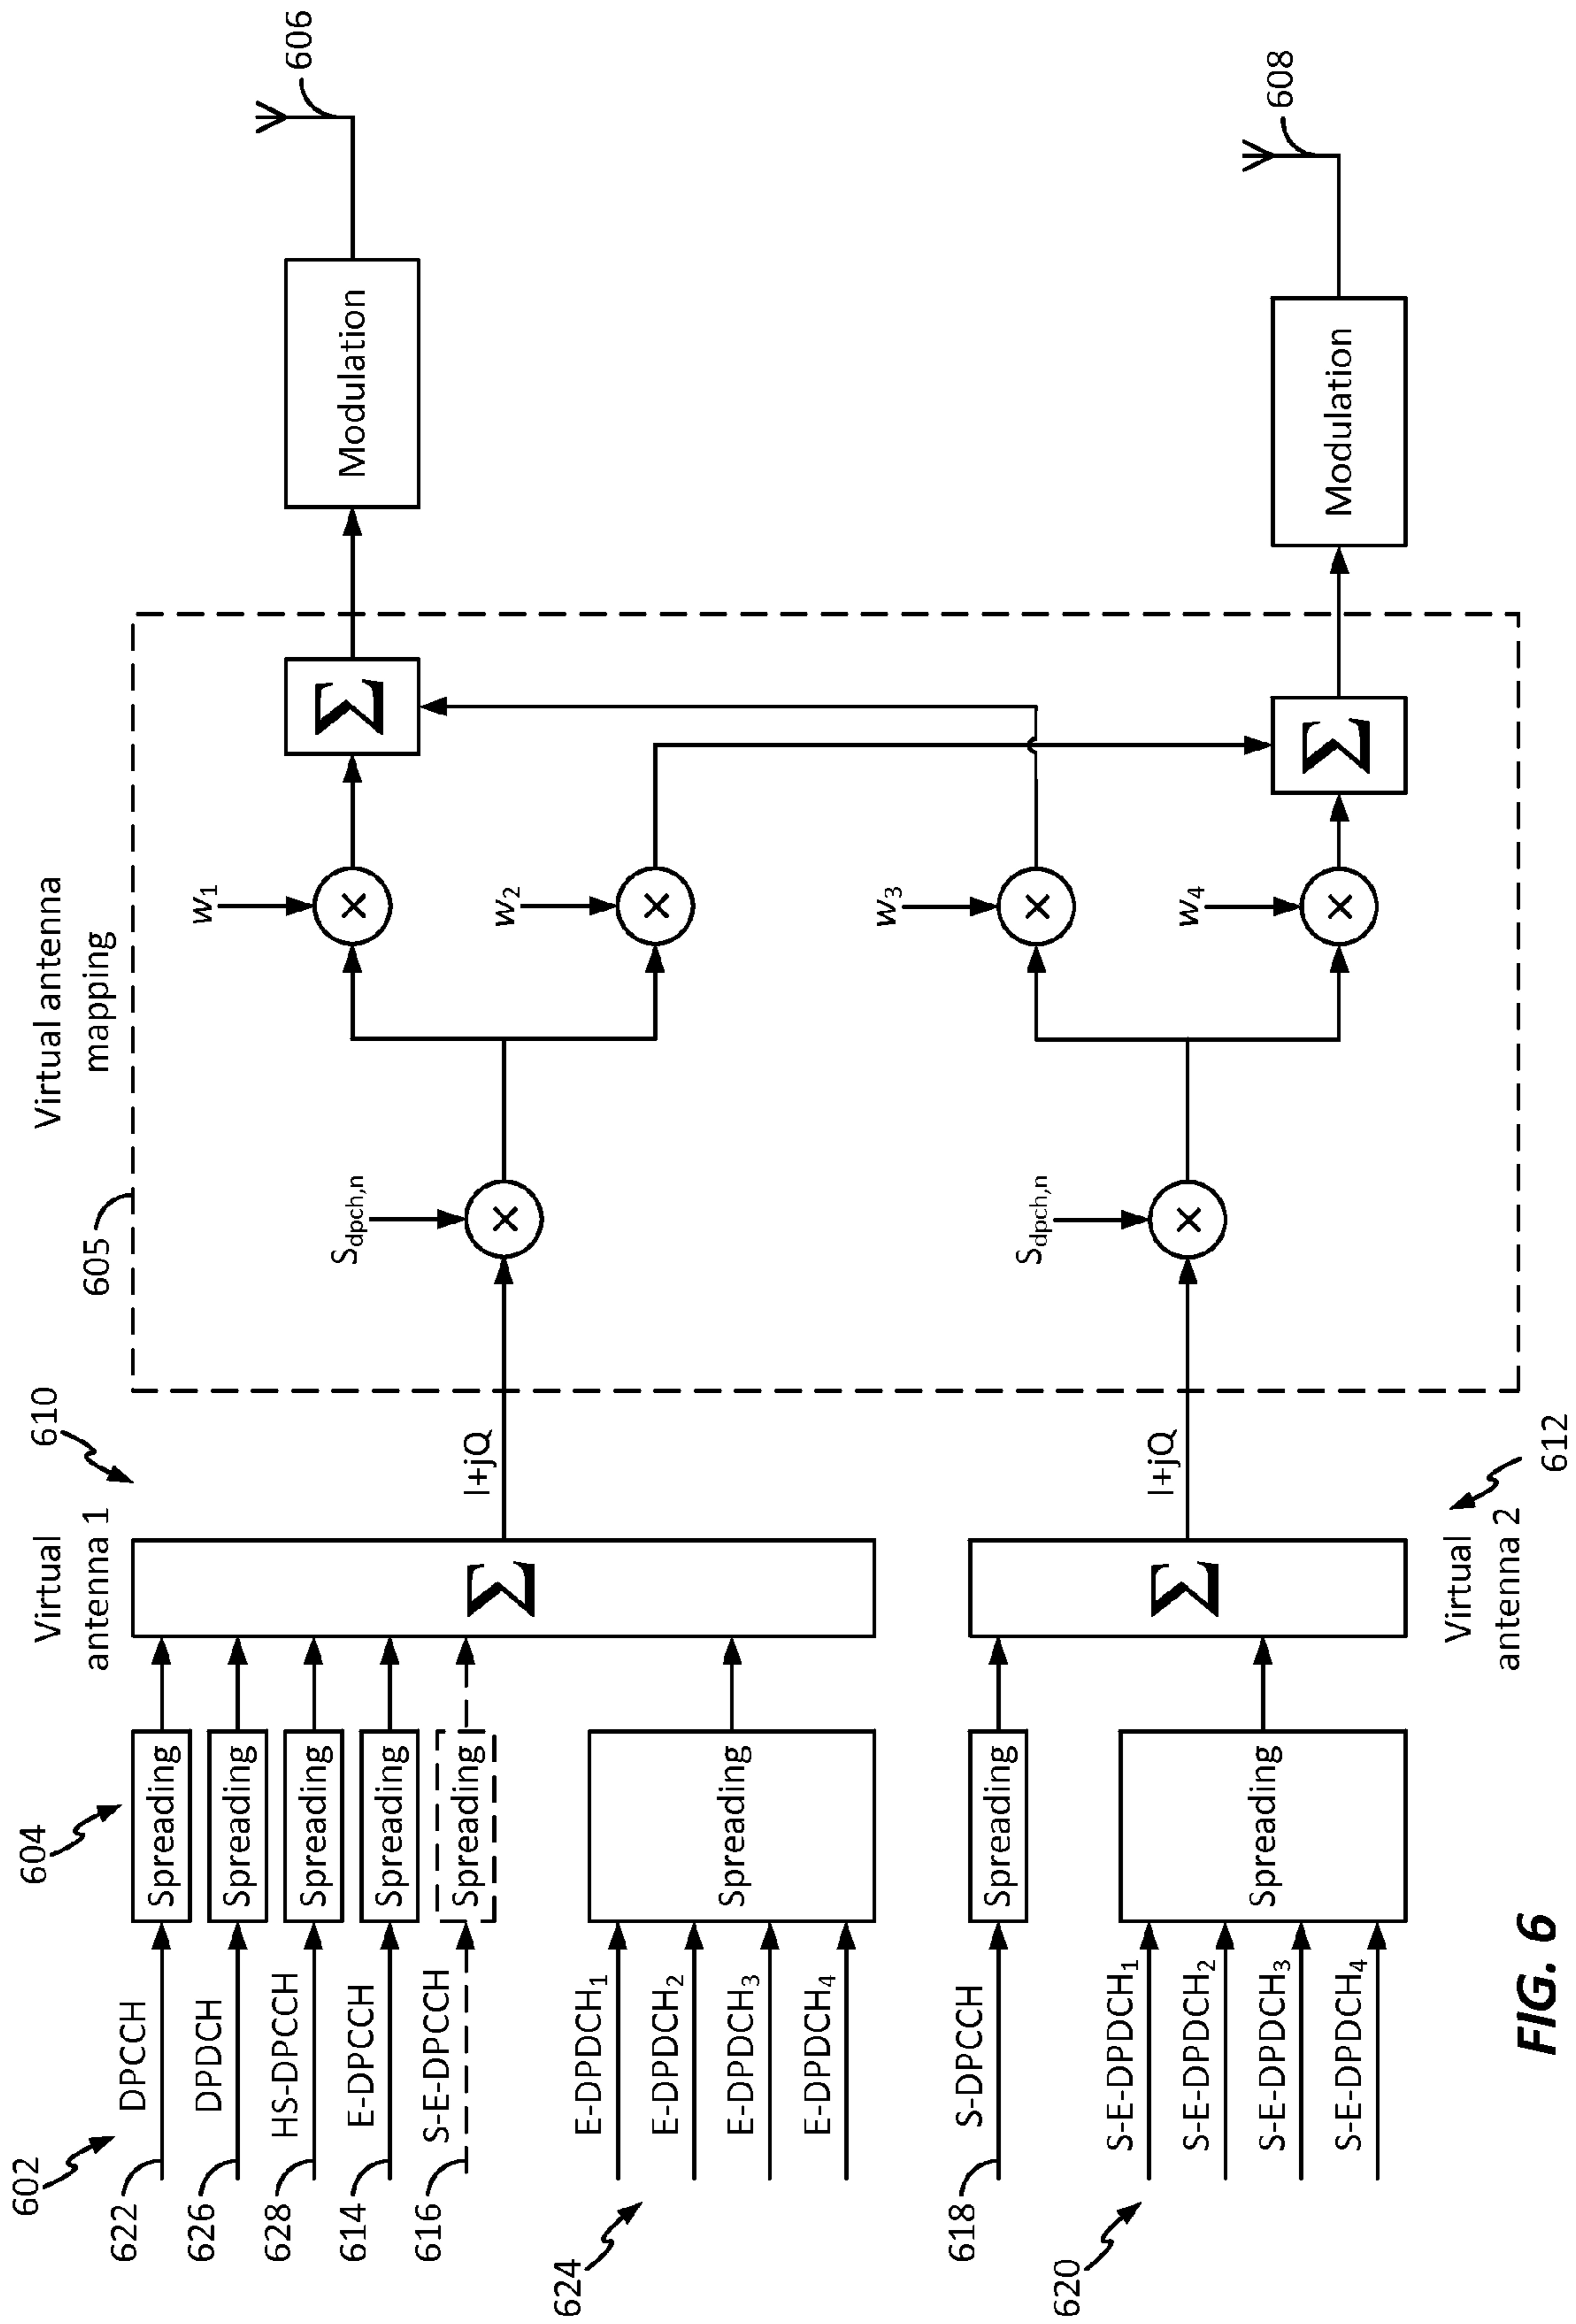 602
622
DPCCH
626
DPDCH
628
HS-DPCCH
614
E-DPCCH
616
S-E-DPCCH
624
E-DPDCH₁
E-DPDCH₂
E-DPDCH₃
E-DPDCH₄
618
S-DPCCH
620
S-E-DPDCH₁
S-E-DPDCH₂
S-E-DPDCH₃
S-E-DPDCH₄
604
Spreading
Spreading
Spreading
Spreading
Spreading
Spreading
Spreading
Spreading
Virtual
antenna 1
610
Σ
I+jQ
Virtual
antenna 2
612
Σ
I+jQ
605
Virtual antenna
mapping
S_dpch,n
×
S_dpch,n
×
w₁
×
w₂
×
w₃
×
w₄
×
Σ
Σ
Modulation
606
Modulation
608
FIG. 6